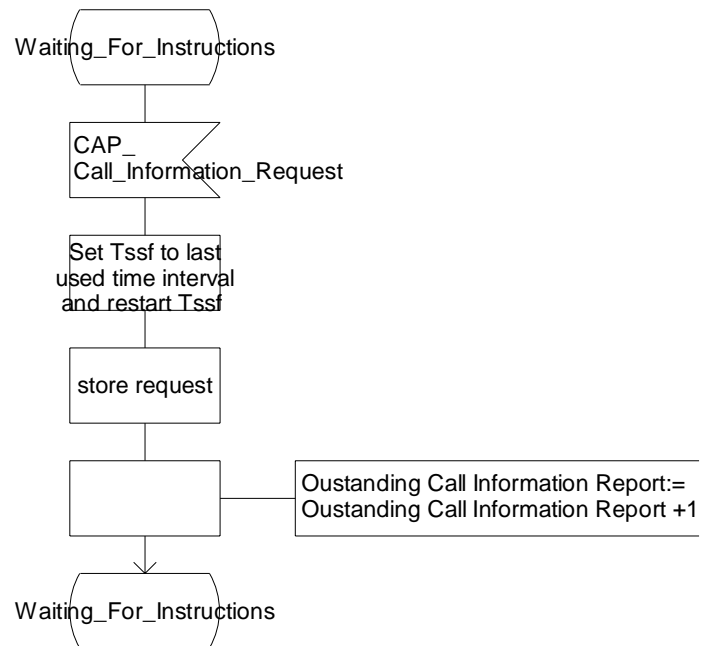 Waiting_For_Instructions
CAP_
Call_Information_Request
Set Tssf to last
used time interval
and restart Tssf
store request
Oustanding Call Information Report:=
Oustanding Call Information Report +1
Waiting_For_Instructions